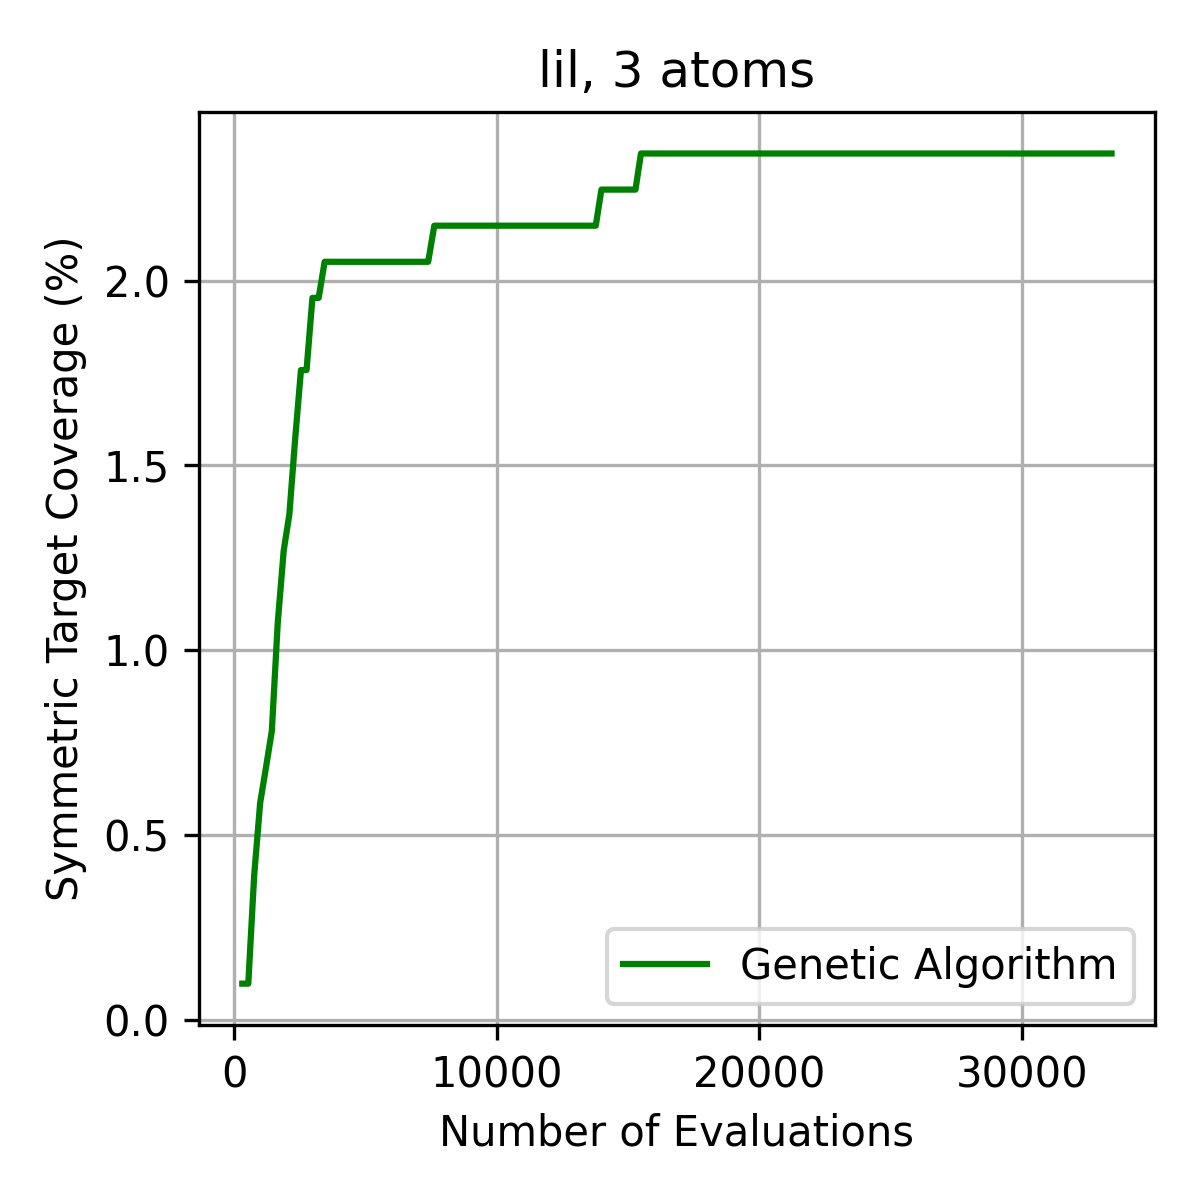 lil, 3 atoms
Symmetric Target Coverage (%)
2.0
1.5
1.0
0.5
0.0
Genetic Algorithm
0 10000 20000 30000
Number of Evaluations